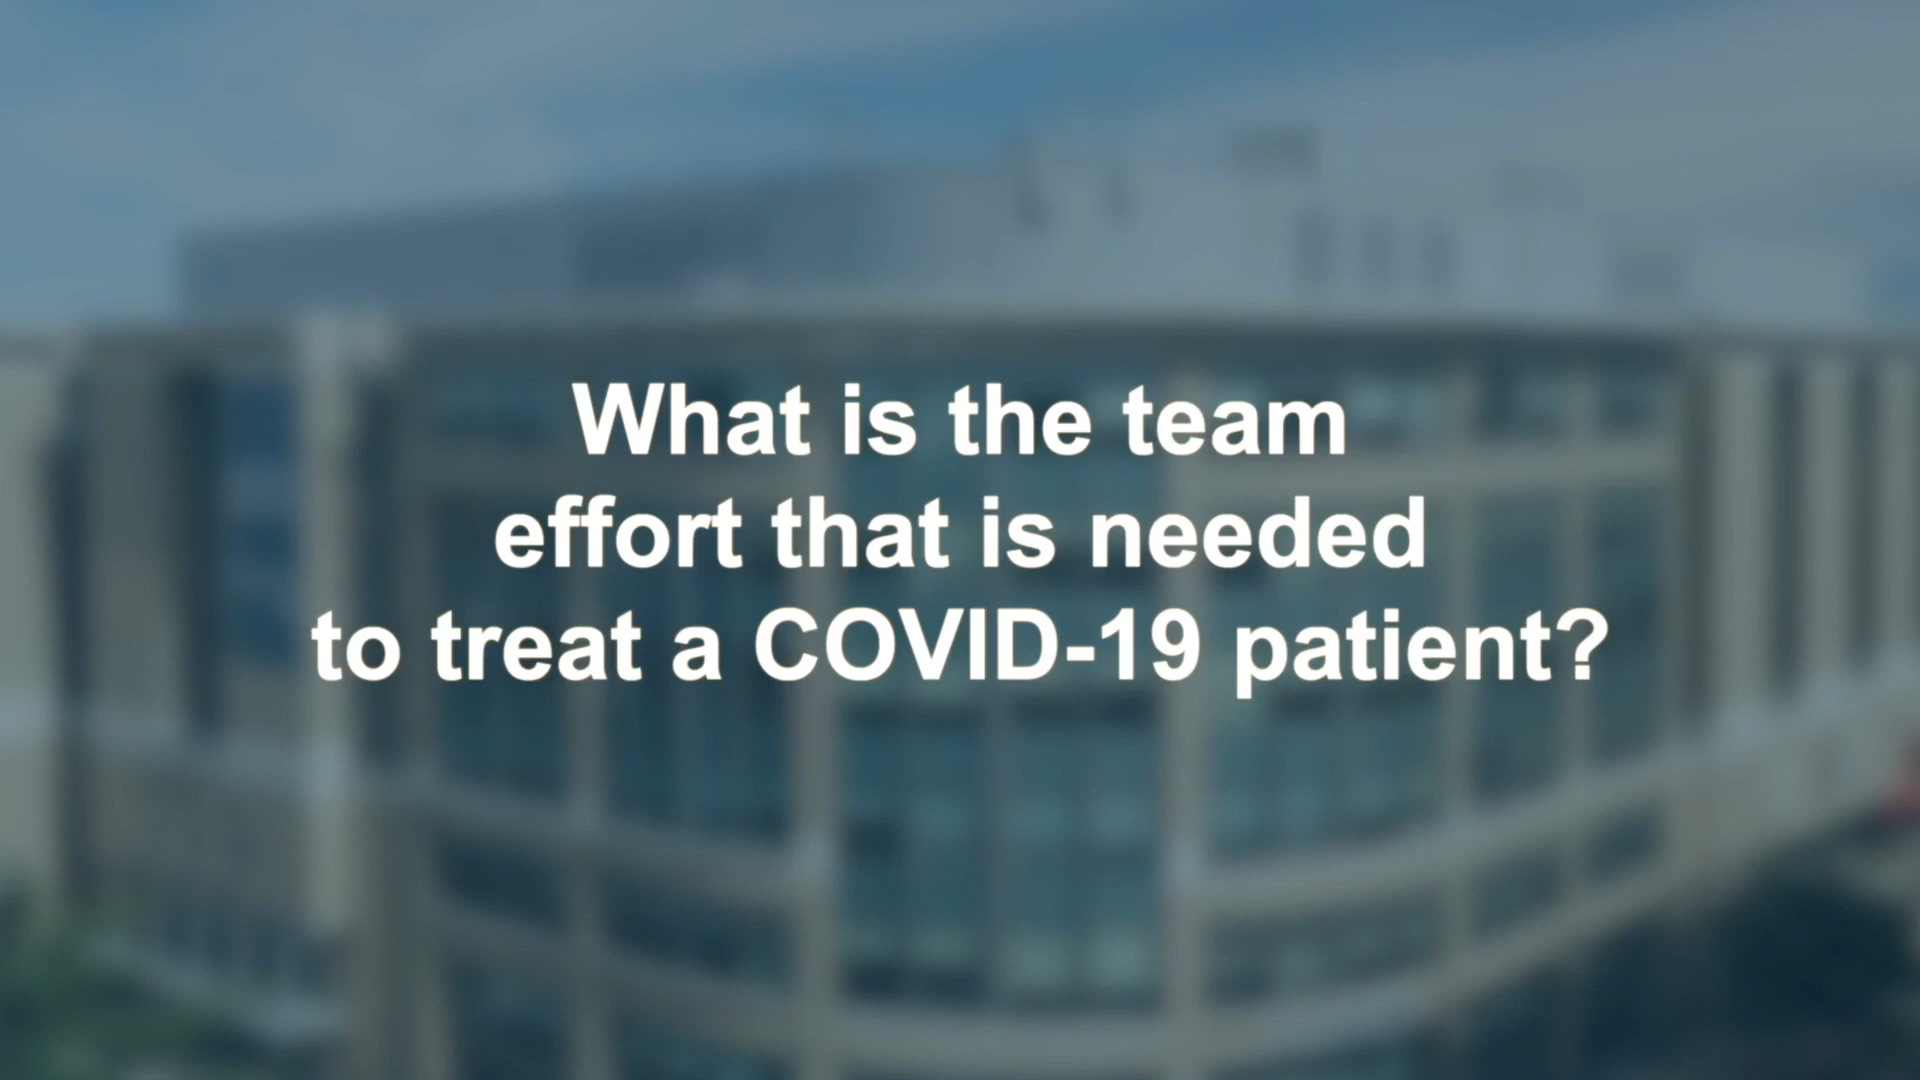 What is the team
effort that is needed
to treat a COVID-19 patient?